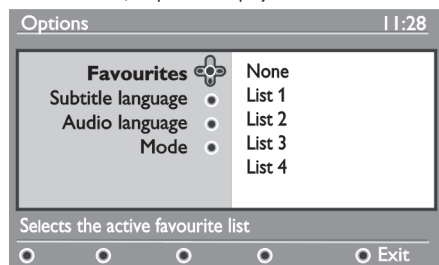 Options 11:28
Favourites None
Subtitle language List 1
Audio language List 2
Mode List 3
List 4
Selects the active favourite list
Exit